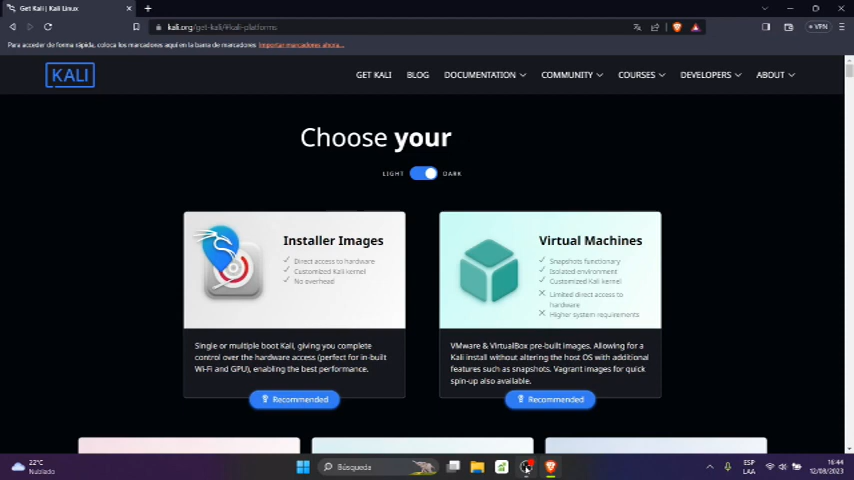 Get Kali | Kali Linux
kali.org/get-kali/#kali-platforms
VPN
Para acceder de forma rápida, coloca los marcadores aquí en la barra de marcadores Importar marcadores ahora...
KALI
GET KALI BLOG DOCUMENTATION COMMUNITY COURSES DEVELOPERS ABOUT
Choose your
LIGHT DARK
Installer Images
Direct access to hardware
Customized Kali kernel
No overhead
Single or multiple boot Kali, giving you complete
control over the hardware access (perfect for in-built
Wi-Fi and GPU), enabling the best performance.
Recommended
Virtual Machines
Snapshots functionary
Isolated environment
Customized Kali kernel
Limited direct access to
hardware
Higher system requirements
VMware & VirtualBox pre-built images. Allowing for a
Kali install without altering the host OS with additional
features such as snapshots. Vagrant images for quick
spin-up also available.
Recommended
22°C
Nublado
Búsqueda
ESP
LAA
16:44
12/08/2023